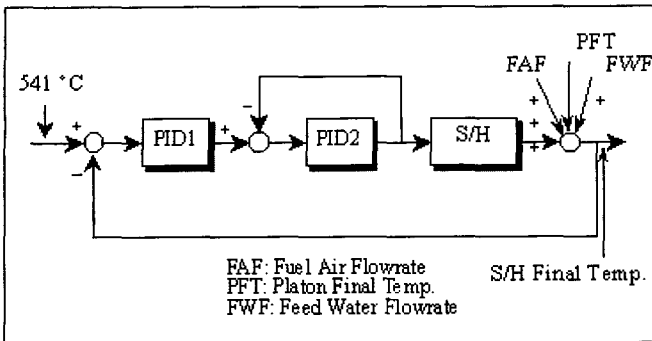 PFT
FAF
FWF
541 °C
+
–
+
–
+
+
+
+
PID1
PID2
S/H
FAF: Fuel Air Flowrate
PFT: Platon Final Temp.
FWF: Feed Water Flowrate
S/H Final Temp.